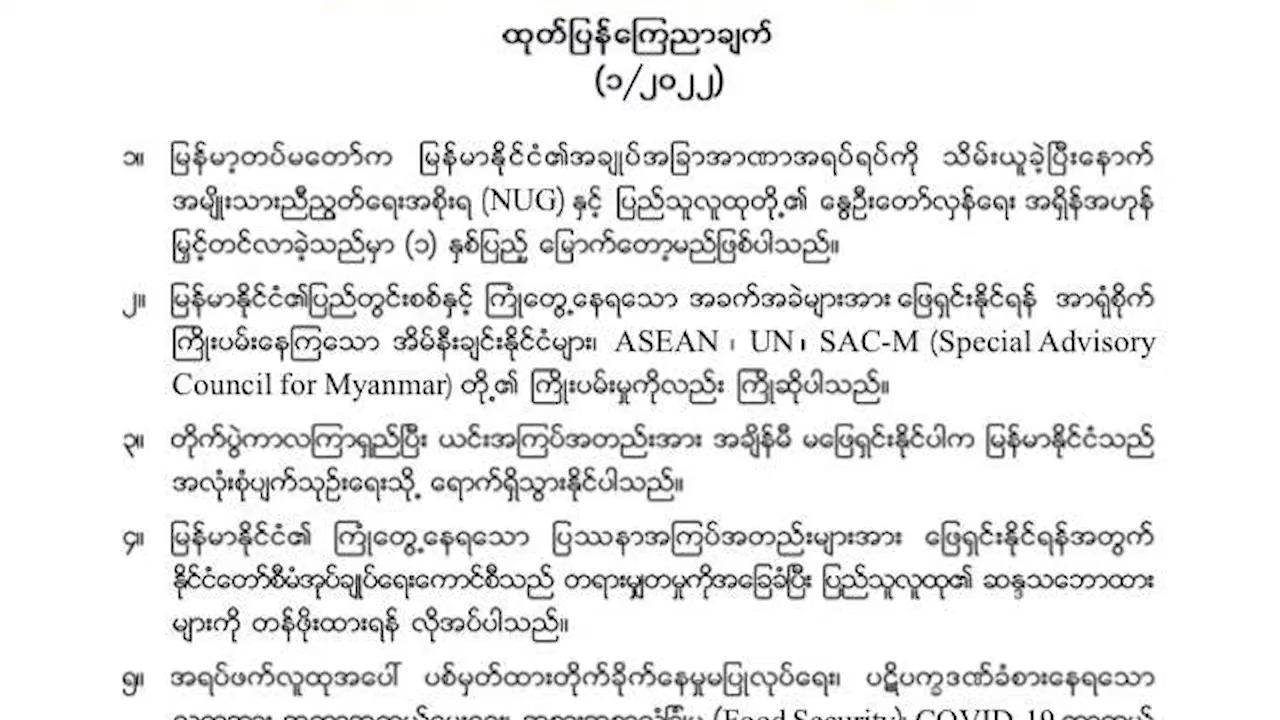 ထုတ်ပြန်ကြေညာချက်
(၁/၂၀၂၂)
၁။ မြန်မာ့တပ်မတော်က မြန်မာနိုင်ငံ၏အချုပ်အခြာအာဏာအရပ်ရပ်ကို သိမ်းယူခဲ့ပြီးနောက်
အမျိုးသားညီညွတ်ရေးအစိုးရ (NUG) နှင့် ပြည်သူလူထုတို့၏ နွေဦးတော်လှန်ရေး အရှိန်အဟုန်
မြှင့်တင်လာခဲ့သည်မှာ (၁) နှစ်ပြည့် မြောက်တော့မည်ဖြစ်ပါသည်။
၂။ မြန်မာနိုင်ငံ၏ပြည်တွင်းစစ်နှင့် ကြုံတွေ့နေရသော အခက်အခဲများအား ဖြေရှင်းနိုင်ရန် အာရုံစိုက်
ကြိုးပမ်းနေကြသော အိမ်နီးချင်းနိုင်ငံများ၊ ASEAN ၊ UN၊ SAC-M (Special Advisory
Council for Myanmar) တို့၏ ကြိုးပမ်းမှုကိုလည်း ကြိုဆိုပါသည်။
၃။ တိုက်ပွဲကာလကြာရှည်ပြီး ယင်းအကြပ်အတည်းအား အချိန်မီ မဖြေရှင်းနိုင်ပါက မြန်မာနိုင်ငံသည်
အလုံးစုံပျက်သုဉ်းရေးသို့ ရောက်ရှိသွားနိုင်ပါသည်။
၄။ မြန်မာနိုင်ငံ၏ ကြုံတွေ့နေရသော ပြဿနာအကြပ်အတည်းများအား ဖြေရှင်းနိုင်ရန်အတွက်
နိုင်ငံတော်စီမံအုပ်ချုပ်ရေးကောင်စီသည် တရားမျှတမှုကိုအခြေခံပြီး ပြည်သူလူထု၏ ဆန္ဒသဘောထား
များကို တန်ဖိုးထားရန် လိုအပ်ပါသည်။
၅။ အရပ်ဖက်လူထုအပေါ် ပစ်မှတ်ထားတိုက်ခိုက်နေမှုမပြုလုပ်ရေး၊ ပဋိပက္ခဒဏ်ခံစားနေရသော
(Food Security)၊ COVID-19